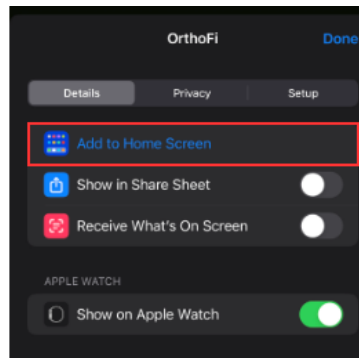 OrthoFi
Done
Details Privacy Setup
Add to Home Screen
Show in Share Sheet
Receive What's On Screen
APPLE WATCH
Show on Apple Watch